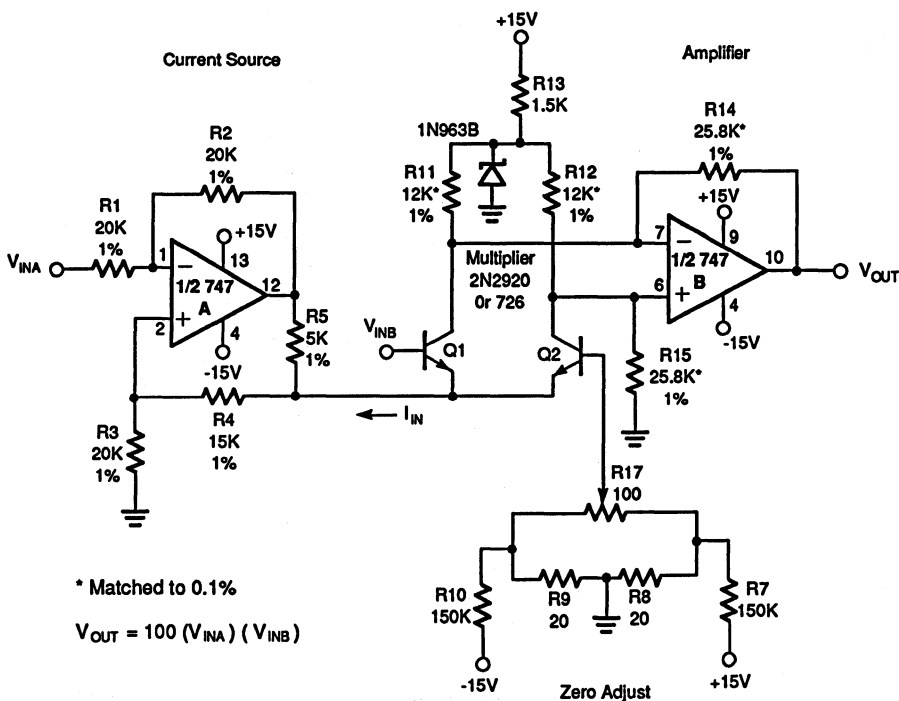 +15V
Current Source
Amplifier
R13
1.5K
R14
25.8K*
1%
1N963B
R2
20K
1%
R11
12K*
1%
R12
12K*
1%
+15V
R1
20K
1%
+15V
7
−
9
V_INA
1
−
13
Multiplier
2N2920
0r 726
1/2 747
B
10
V_OUT
1/2 747
A
12
6
+
4
-15V
2
+
4
-15V
R5
5K
1%
V_INB
Q1
Q2
R15
25.8K*
1%
I_IN
R4
15K
1%
R3
20K
1%
R17
100
* Matched to 0.1%
R10
150K
R9
20
R8
20
R7
150K
V_OUT = 100 (V_INA) ( V_INB)
-15V
+15V
Zero Adjust